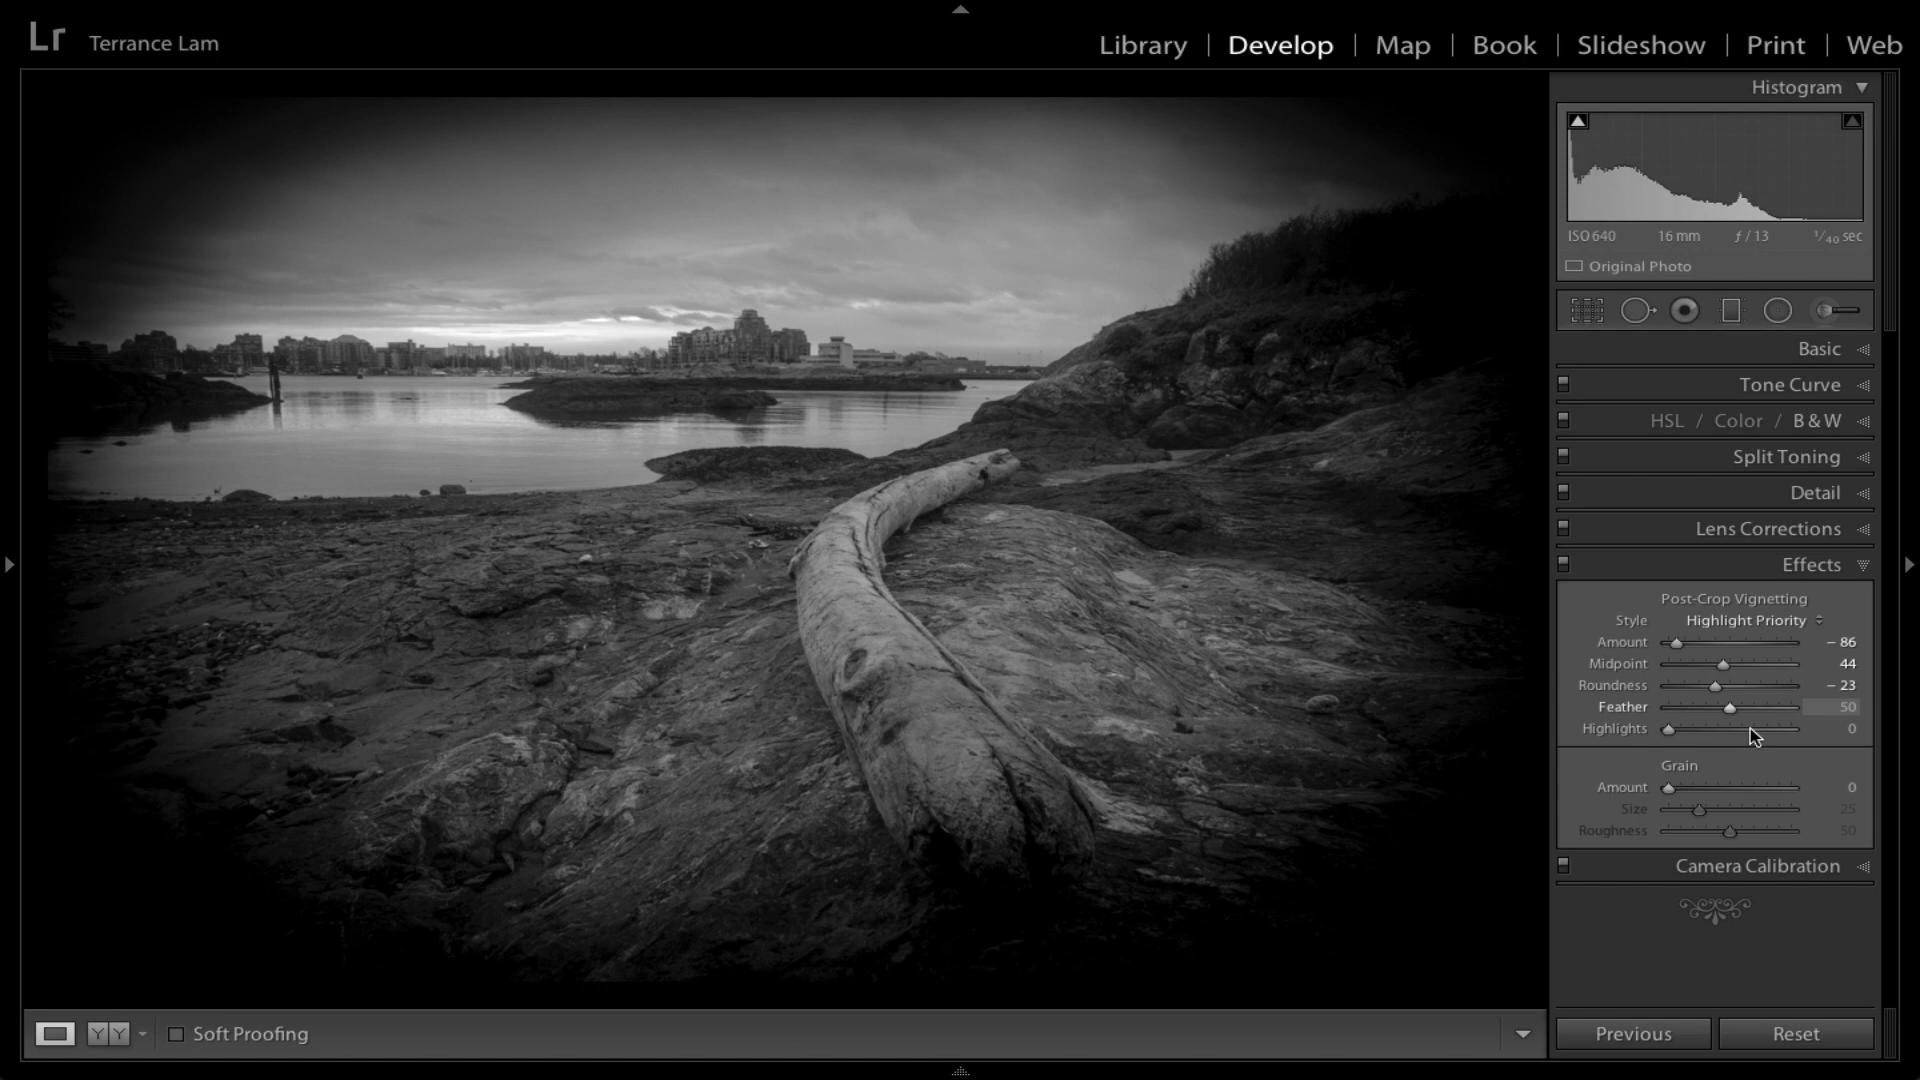 Lr Terrance Lam Library | Develop | Map | Book | Slideshow | Print | Web
Histogram
ISO 640 16 mm ƒ / 13 1/40 sec
Original Photo
Basic
Tone Curve
HSL / Color / B & W
Split Toning
Detail
Lens Corrections
Effects
Post-Crop Vignetting
Style Highlight Priority
Amount – 86
Midpoint 44
Roundness – 23
Feather 50
Highlights 0
Grain
Amount 0
Size 25
Roughness 50
Camera Calibration
Y Y Soft Proofing Previous Reset